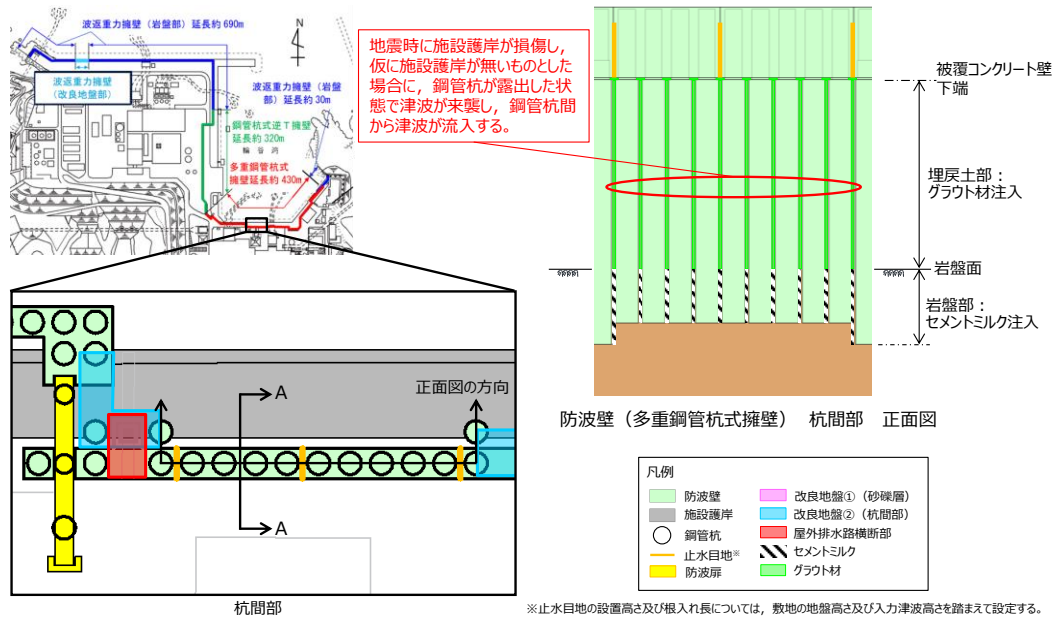 波返重力擁壁(岩盤部)延長約690m
波返重力擁壁
(改良地盤部)
N
波返重力擁壁(岩盤
部)延長約30m
鋼管杭式逆T擁壁
延長約320m
輪谷湾
多重鋼管杭式
擁壁延長約430m
地震時に施設護岸が損傷し,
仮に施設護岸が無いものとした
場合に,鋼管杭が露出した状
態で津波が来襲し,鋼管杭間
から津波が流入する。
被覆コンクリート壁
下端
埋戻土部:
グラウト材注入
岩盤面
岩盤部:
セメントミルク注入
防波壁(多重鋼管杭式擁壁) 杭間部 正面図
A
正面図の方向
A
杭間部
凡例
防波壁
施設護岸
鋼管杭
止水目地※
防波扉
改良地盤①(砂礫層)
改良地盤②(杭間部)
屋外排水路横断部
セメントミルク
グラウト材
※止水目地の設置高さ及び根入れ長については,敷地の地盤高さ及び入力津波高さを踏まえて設定する。